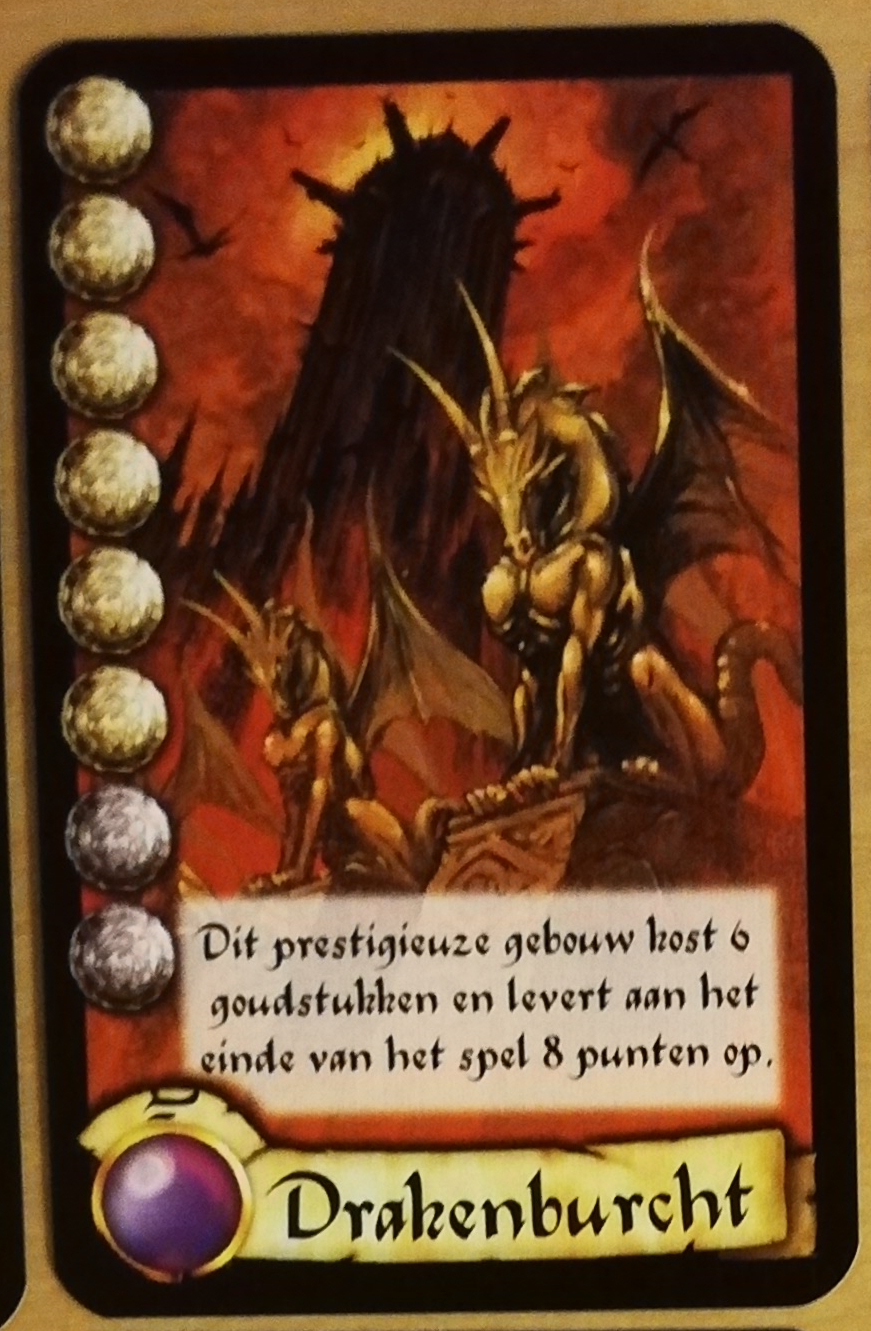 Dit prestigieuze gebouw kost 6
goudstukken en levert aan het
einde van het spel 8 punten op.
Drakenburcht